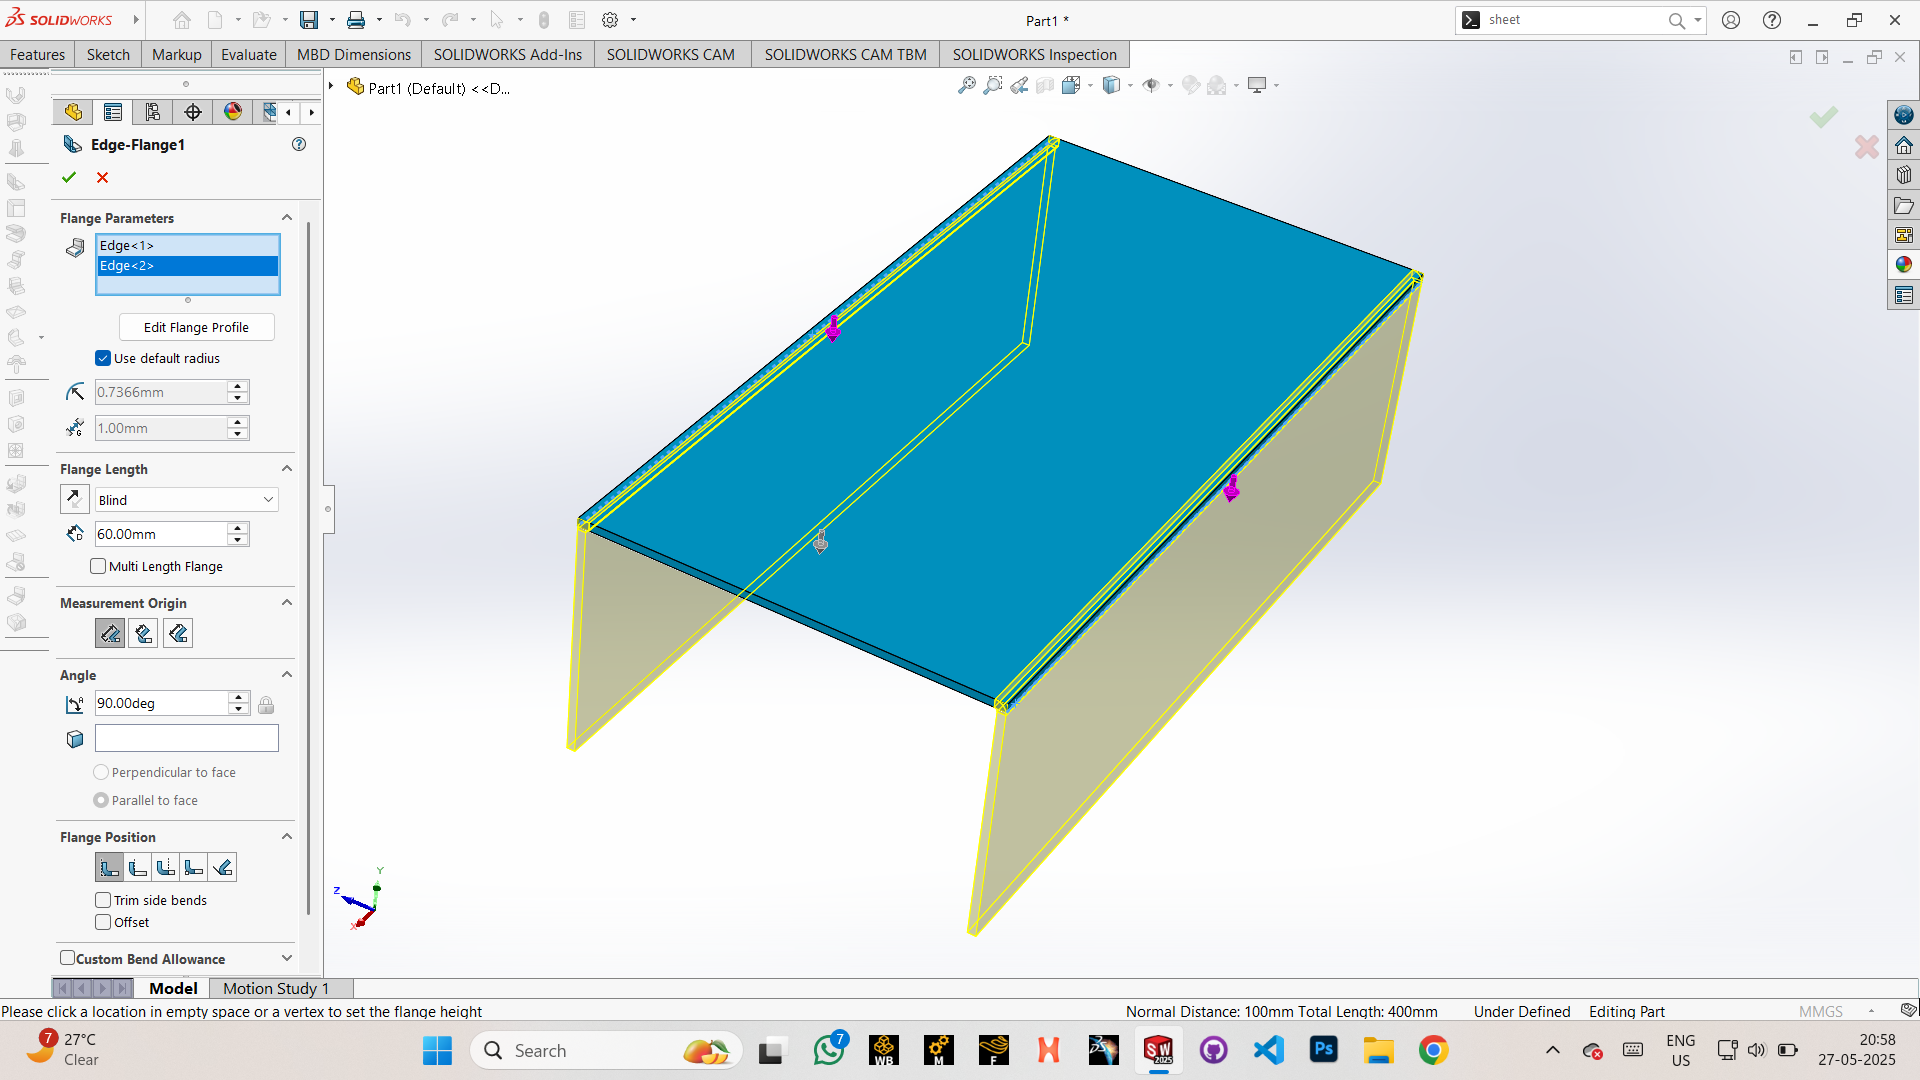 SOLIDWORKS
Part1 *
sheet
Features
Sketch
Markup
Evaluate
MBD Dimensions
SOLIDWORKS Add-Ins
SOLIDWORKS CAM
SOLIDWORKS CAM TBM
SOLIDWORKS Inspection
Part1 (Default) <<D...
Edge-Flange1
Flange Parameters
Edge<1>
Edge<2>
Edit Flange Profile
Use default radius
0.7366mm
1.00mm
Flange Length
Blind
60.00mm
Multi Length Flange
Measurement Origin
Angle
90.00deg
Perpendicular to face
Parallel to face
Flange Position
Trim side bends
Offset
Custom Bend Allowance
Y
Z
X
Model
Motion Study 1
Please click a location in empty space or a vertex to set the flange height
Normal Distance: 100mm Total Length: 400mm
Under Defined
Editing Part
MMGS
7
27°C
Clear
Search
7
WB
M
F
SW
2025
Ps
ENG
US
20:58
27-05-2025